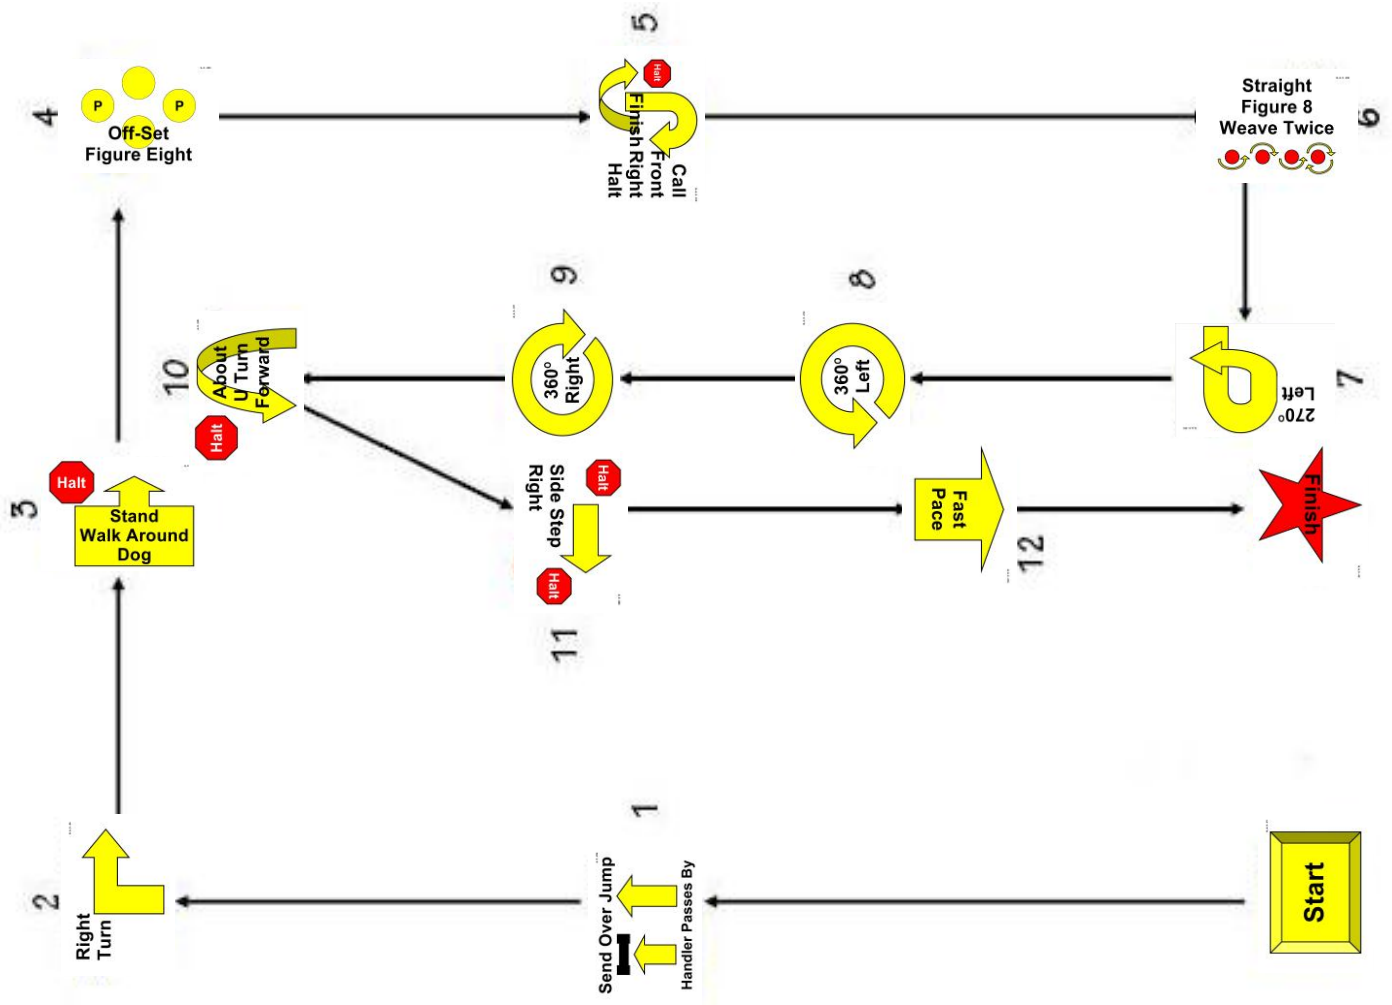 5
4
P
P
Off-Set
Figure Eight
Halt
Call
Front
Finish Right
Halt
Straight
Figure 8
Weave Twice
6
9
360°
Right
8
360°
Left
10
About
U Turn
Forward
Halt
7
270°
Left
3
Halt
Stand
Walk Around
Dog
Halt
Side Step
Right
Halt
11
Fast
Pace
12
Finish
2
Right
Turn
1
Send Over Jump
Handler Passes By
Start